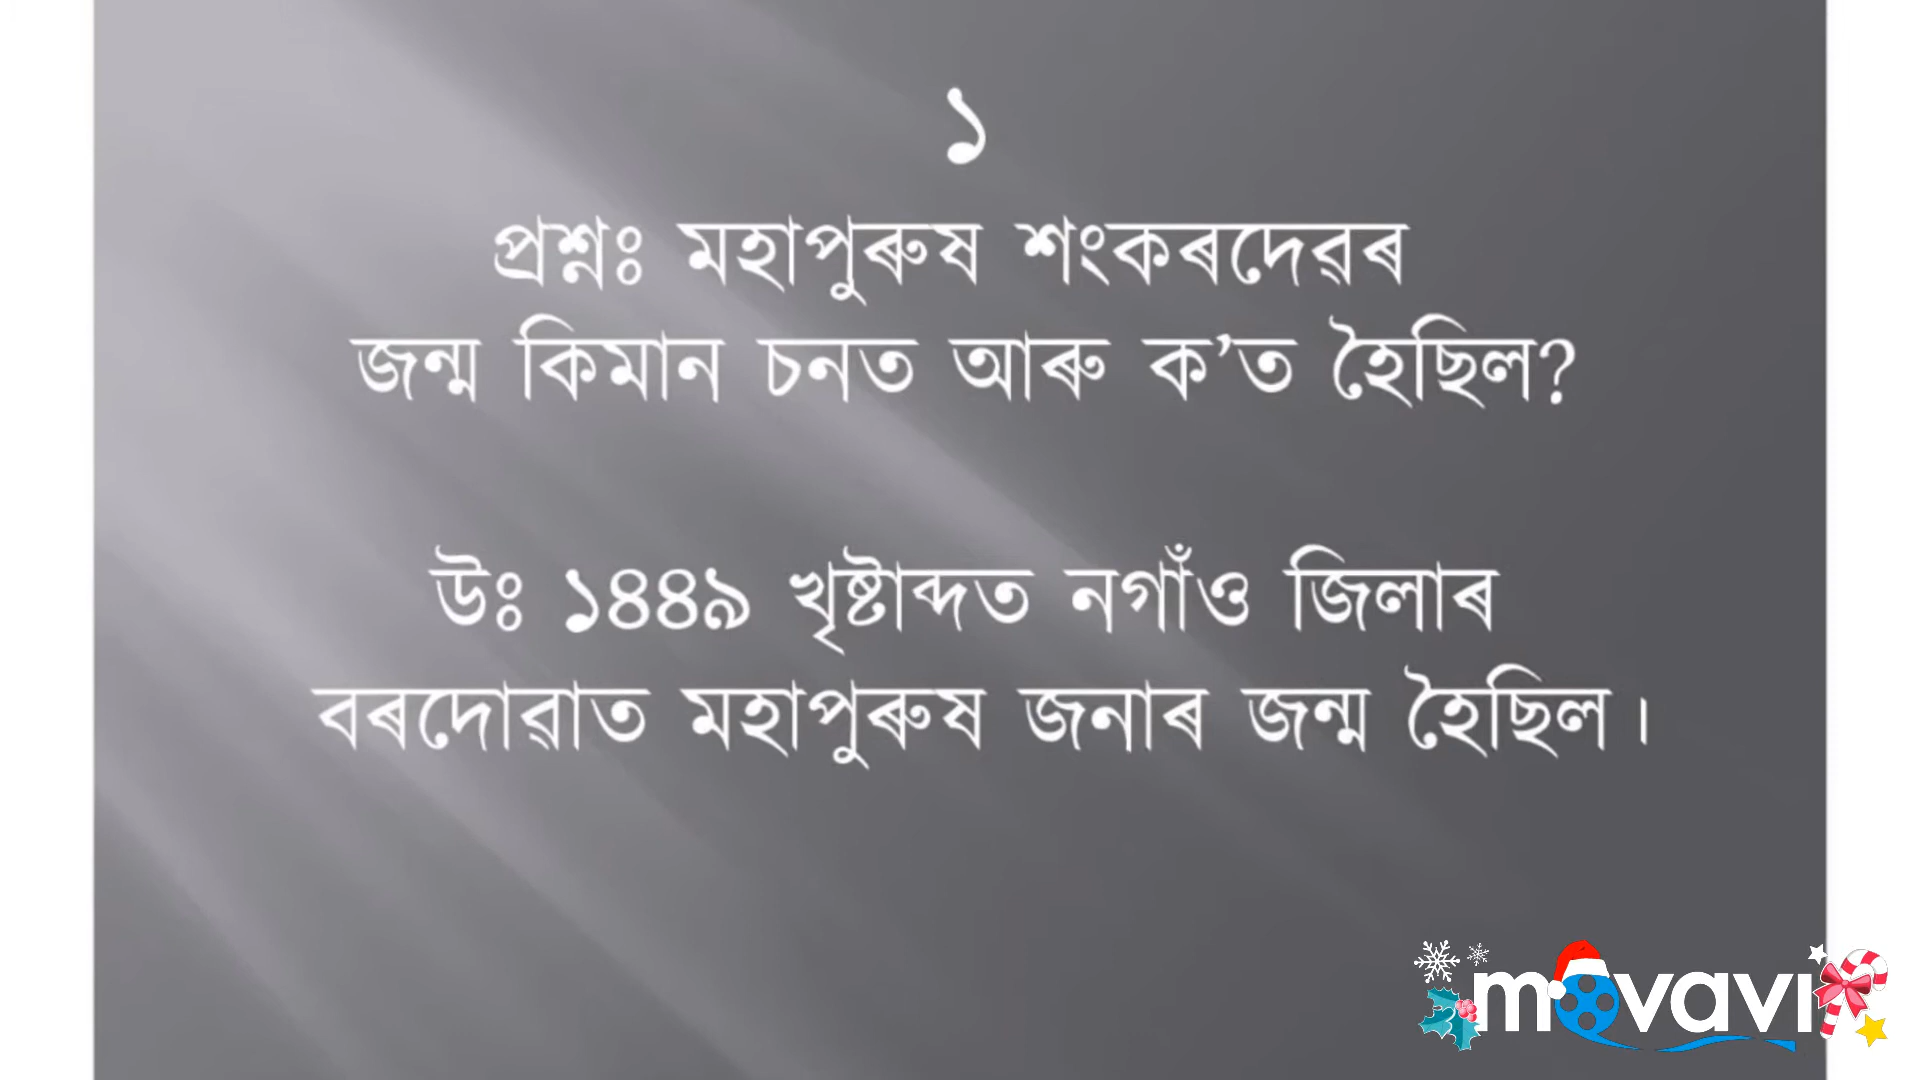 ১
প্ৰশ্নঃ মহাপুৰুষ শংকৰদেৱৰ
জন্ম কিমান চনত আৰু ক’ত হৈছিল?
উঃ ১৪৪৯ খৃষ্টাব্দত নগাঁও জিলাৰ
বৰদোৱাত মহাপুৰুষ জনাৰ জন্ম হৈছিল।
movavi